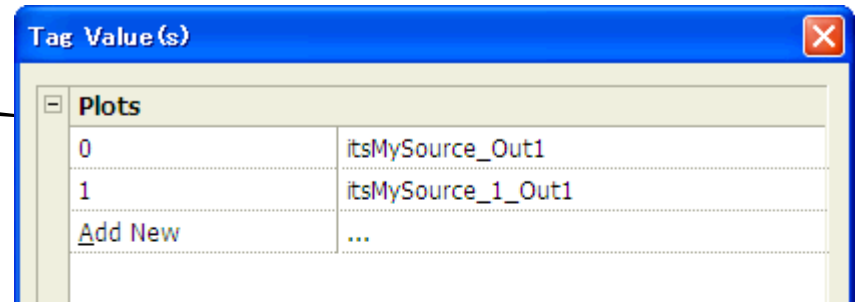 Tag Value(s)
Plots
0 itsMySource_Out1
1 itsMySource_1_Out1
Add New ...